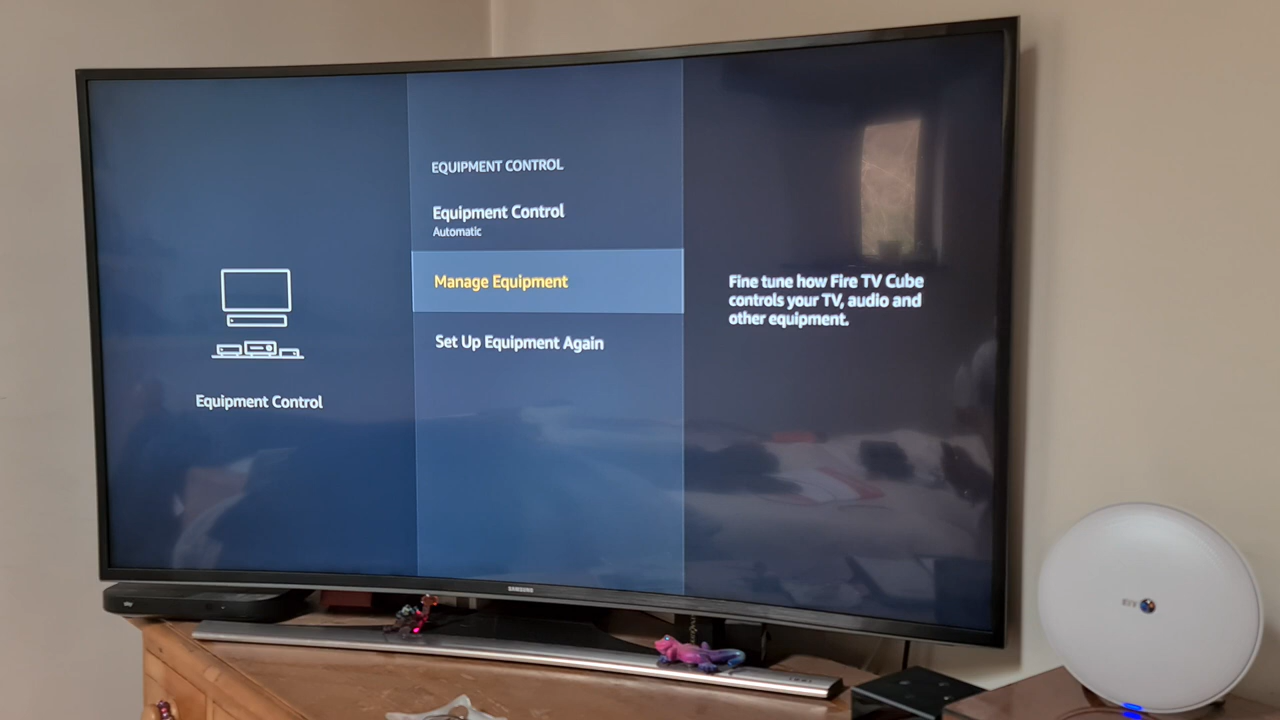 EQUIPMENT CONTROL
Equipment Control
Automatic
Manage Equipment
Set Up Equipment Again
Equipment Control
Fine tune how Fire TV Cube
controls your TV, audio and
other equipment.
SAMSUNG
sky